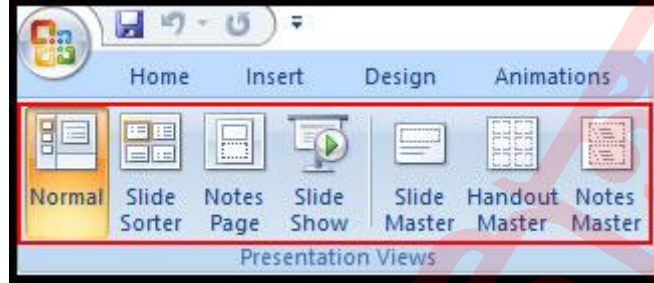 Home Insert Design Animations
Normal Slide Notes Slide Slide Handout Notes
Sorter Page Show Master Master Master
Presentation Views